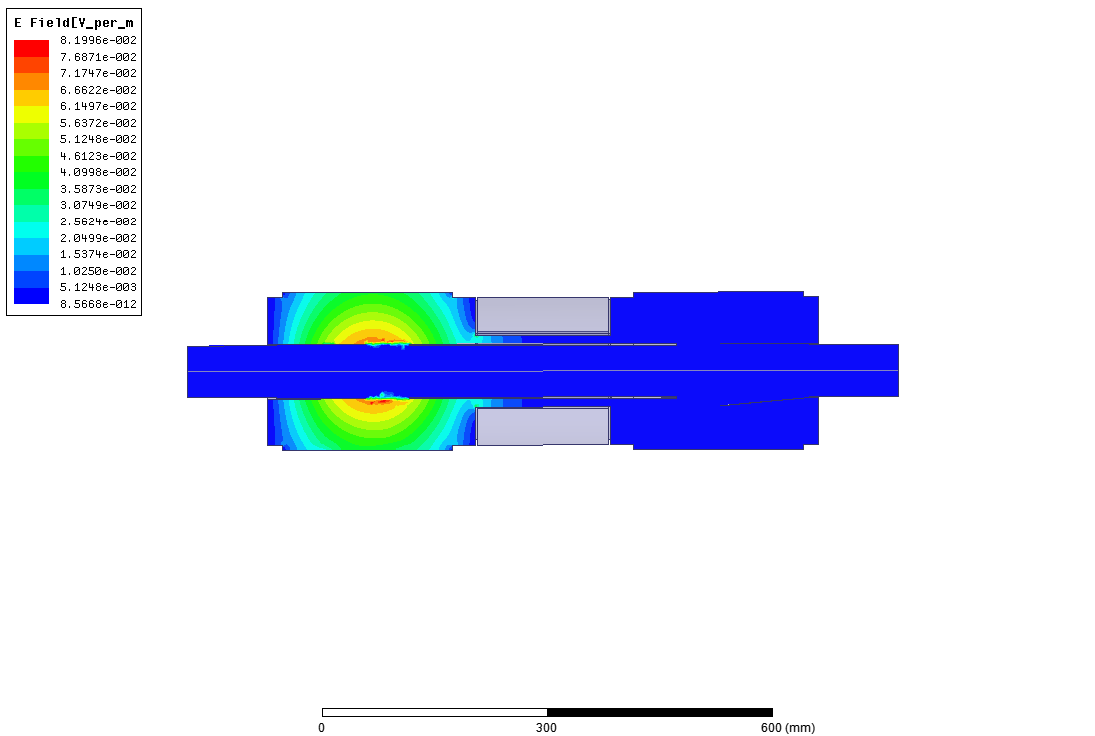 E Field[V_per_m
8.1996e-002
7.6871e-002
7.1747e-002
6.6622e-002
6.1497e-002
5.6372e-002
5.1248e-002
4.6123e-002
4.0998e-002
3.5873e-002
3.0749e-002
2.5624e-002
2.0499e-002
1.5374e-002
1.0250e-002
5.1248e-003
8.5668e-012
0 300 600 (mm)